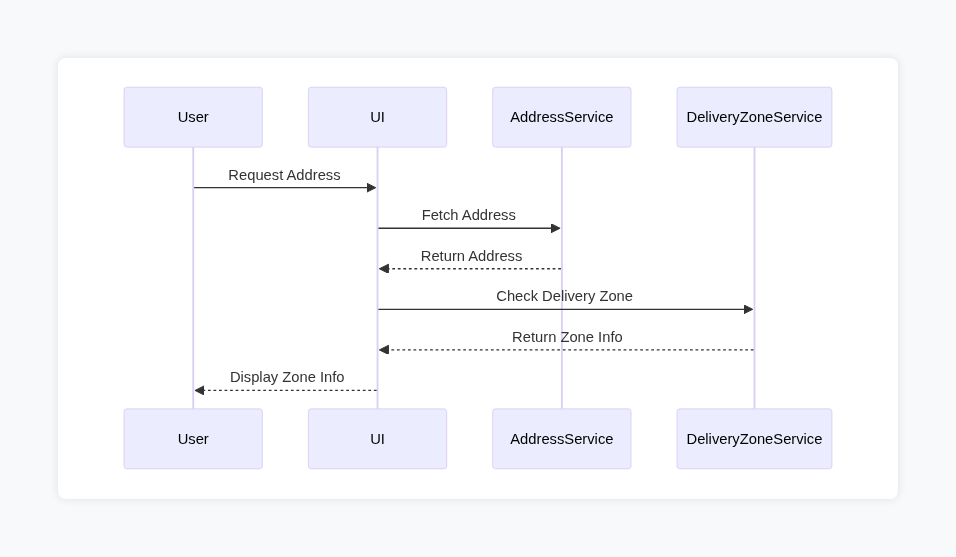 User
UI
AddressService
DeliveryZoneService
Request Address
Fetch Address
Return Address
Check Delivery Zone
Return Zone Info
Display Zone Info
User
UI
AddressService
DeliveryZoneService